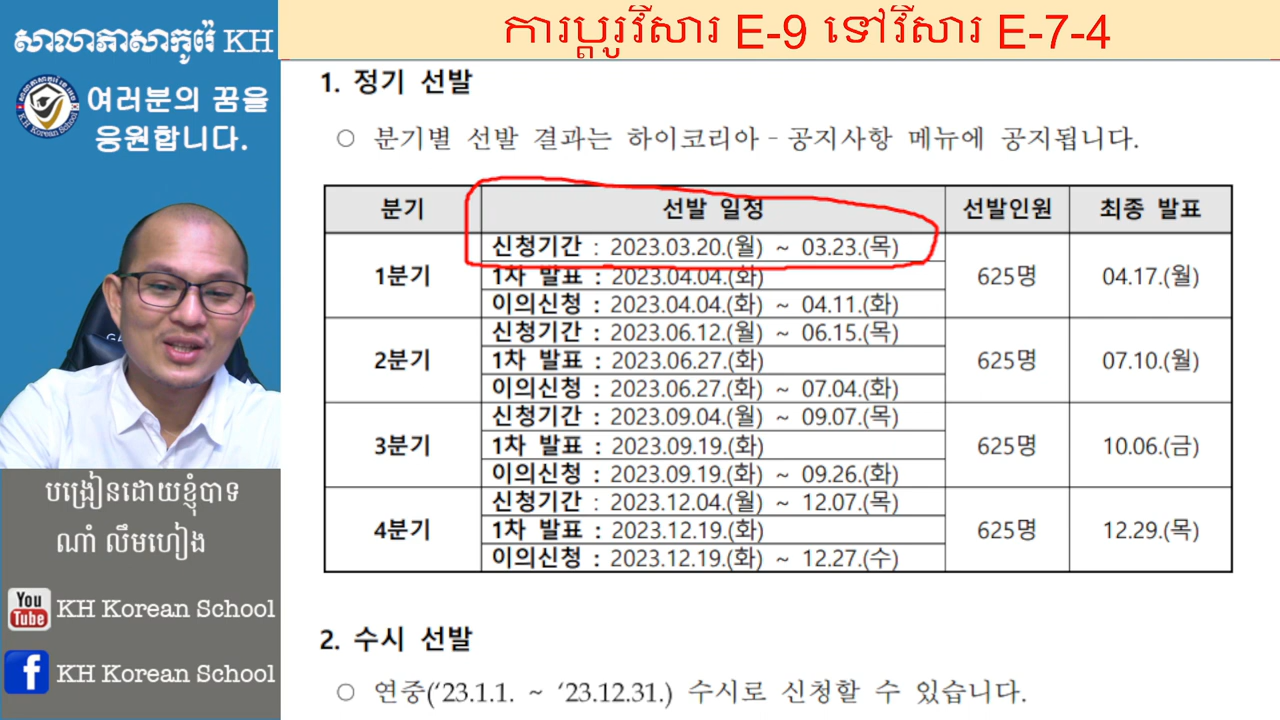 សាលាភាសាកូរ៉េ KH
여러분의 꿈을
응원합니다.
ការប្តូរវីសារ E-9 ទៅវីសារ E-7-4
1. 정기 선발
○ 분기별 선발 결과는 하이코리아 - 공지사항 메뉴에 공지됩니다.
분기 선발 일정 선발인원 최종 발표
1분기 신청기간 : 2023.03.20.(월) ~ 03.23.(목) 625명 04.17.(월)
1차 발표 : 2023.04.04.(화)
이의신청 : 2023.04.04.(화) ~ 04.11.(화)
2분기 신청기간 : 2023.06.12.(월) ~ 06.15.(목) 625명 07.10.(월)
1차 발표 : 2023.06.27.(화)
이의신청 : 2023.06.27.(화) ~ 07.04.(화)
3분기 신청기간 : 2023.09.04.(월) ~ 09.07.(목) 625명 10.06.(금)
1차 발표 : 2023.09.19.(화)
이의신청 : 2023.09.19.(화) ~ 09.26.(화)
4분기 신청기간 : 2023.12.04.(월) ~ 12.07.(목) 625명 12.29.(목)
1차 발표 : 2023.12.19.(화)
이의신청 : 2023.12.19.(화) ~ 12.27.(수)
2. 수시 선발
○ 연중(‘23.1.1. ~ ‘23.12.31.) 수시로 신청할 수 있습니다.
បង្រៀនដោយខ្ញុំបាទ
ណាំ លឹមហៀង
You Tube KH Korean School
f KH Korean School